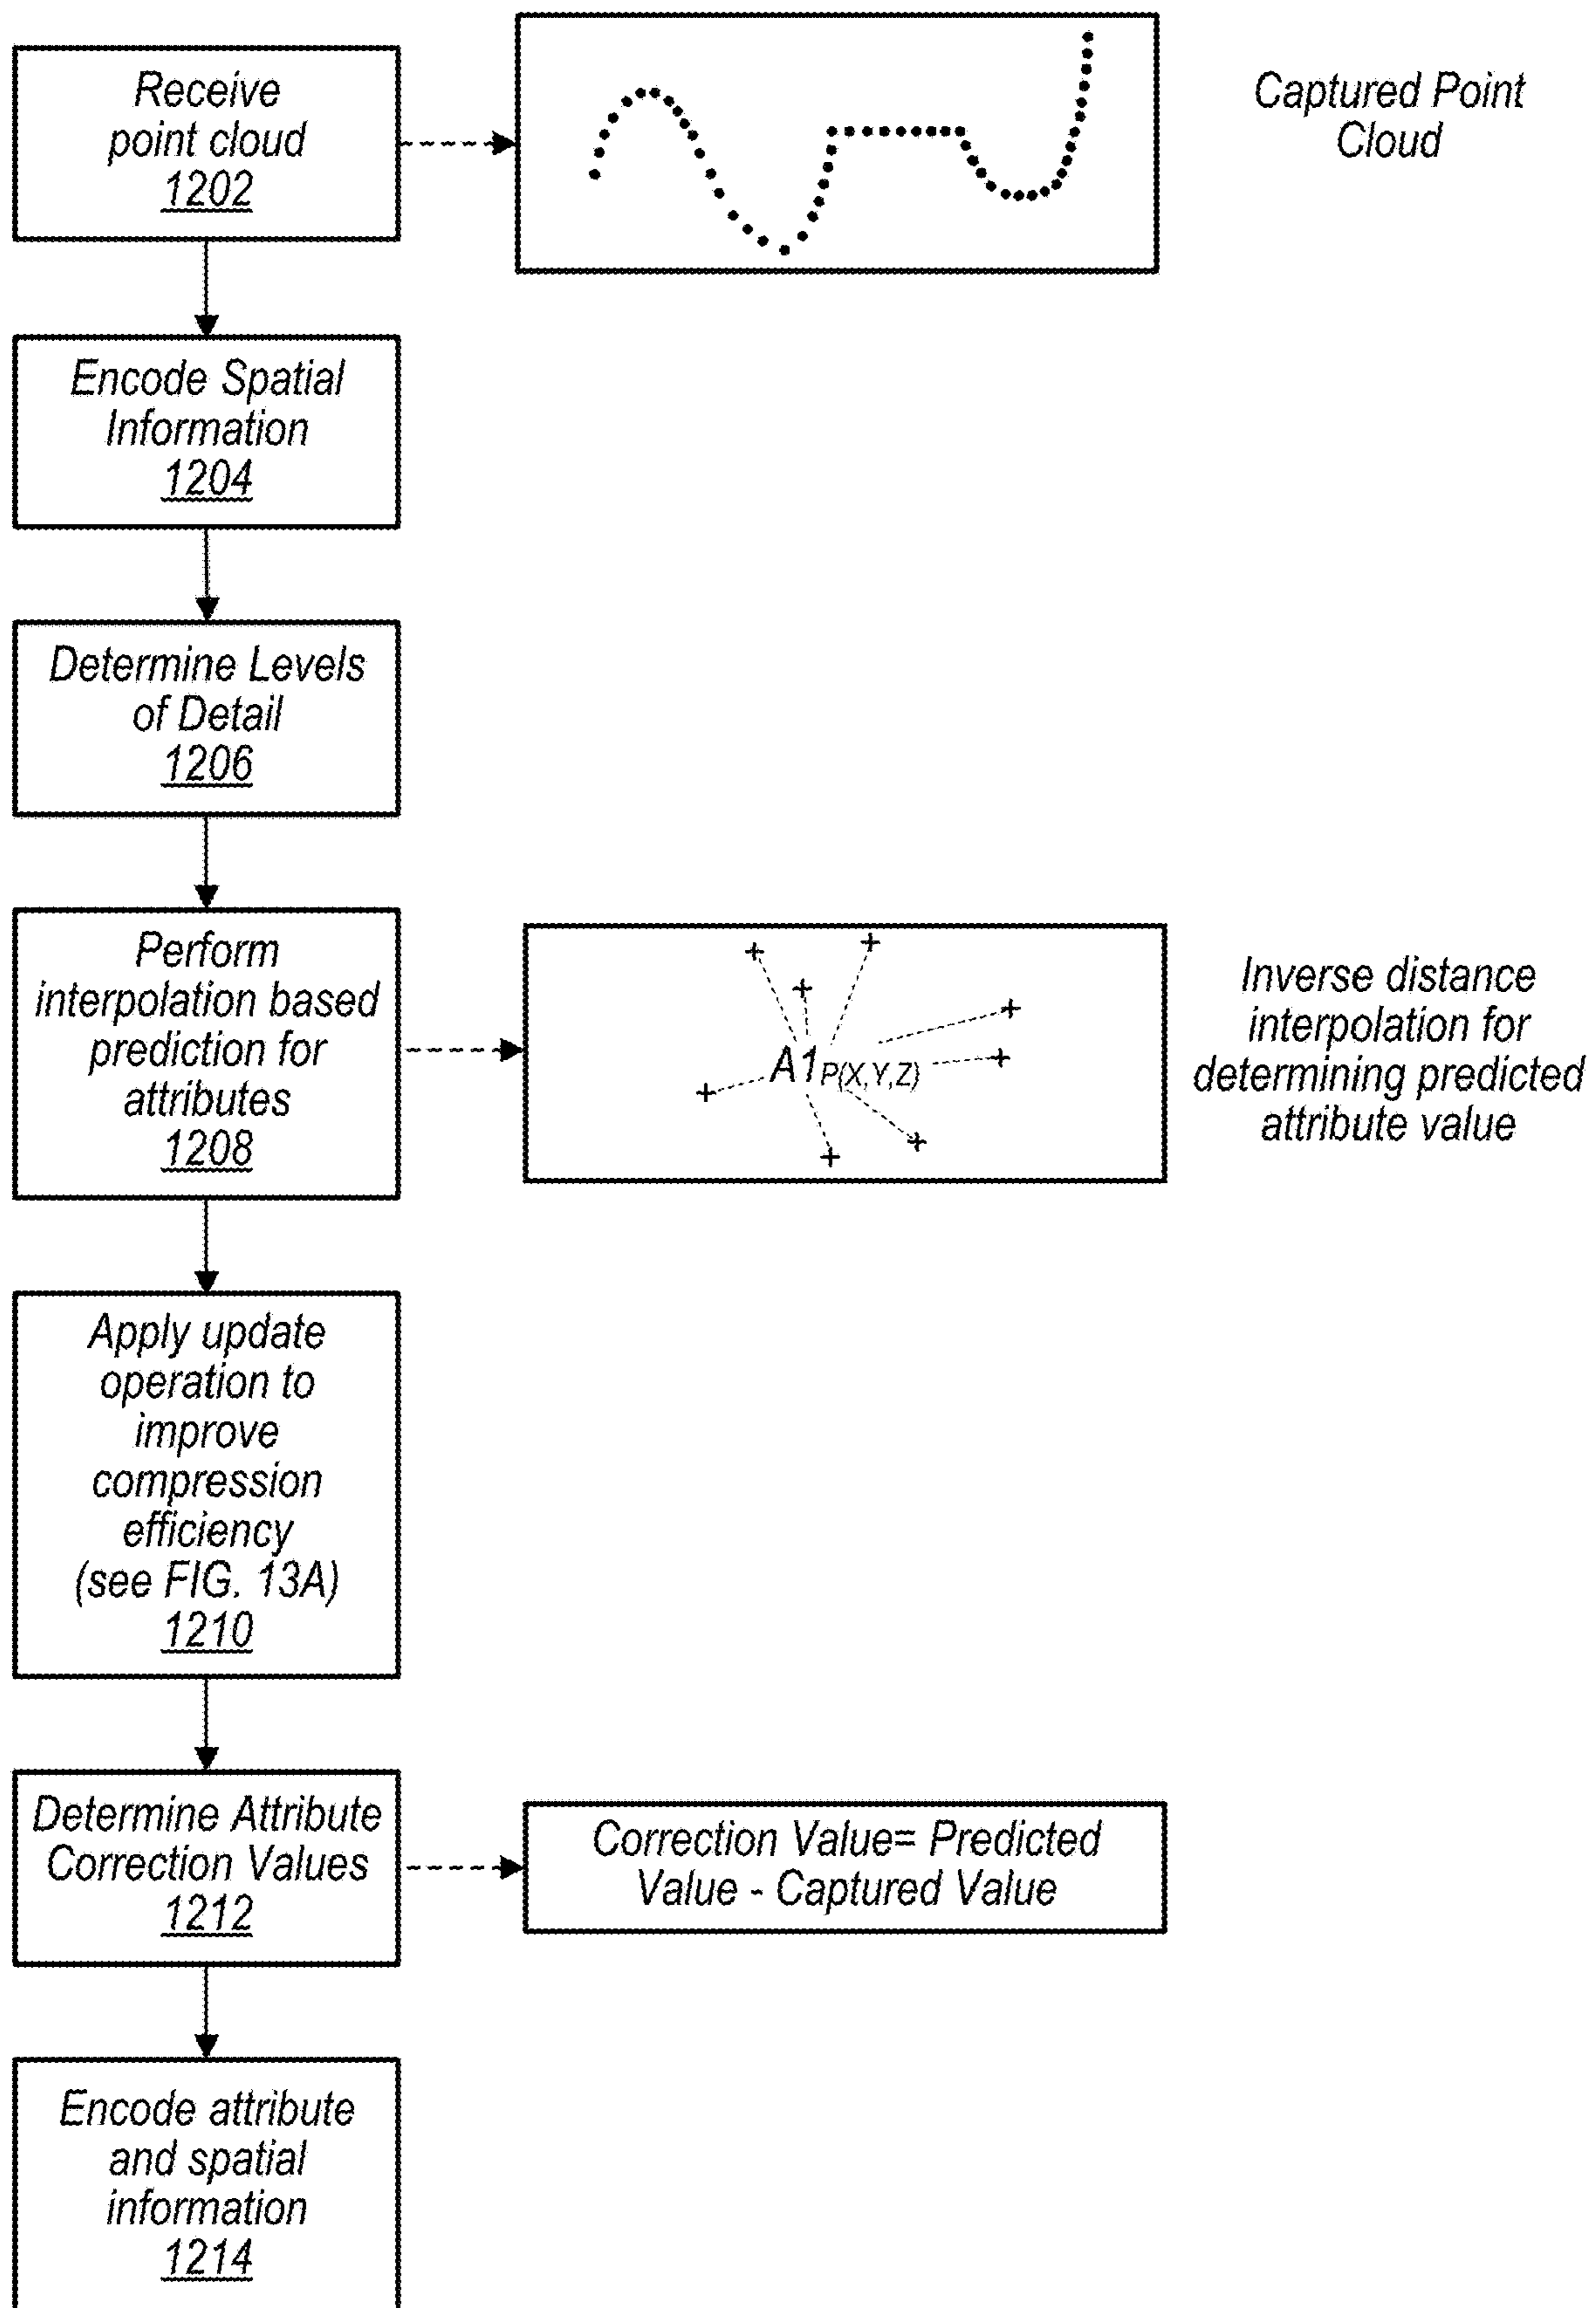 Receive
point cloud
1202
Captured Point
Cloud
Encode Spatial
Information
1204
Determine Levels
of Detail
1206
Perform
interpolation based
prediction for
attributes
1208
A1P(X,Y,Z)
Inverse distance
interpolation for
determining predicted
attribute value
Apply update
operation to
improve
compression
efficiency
(see FIG. 13A)
1210
Determine Attribute
Correction Values
1212
Correction Value= Predicted
Value - Captured Value
Encode attribute
and spatial
information
1214